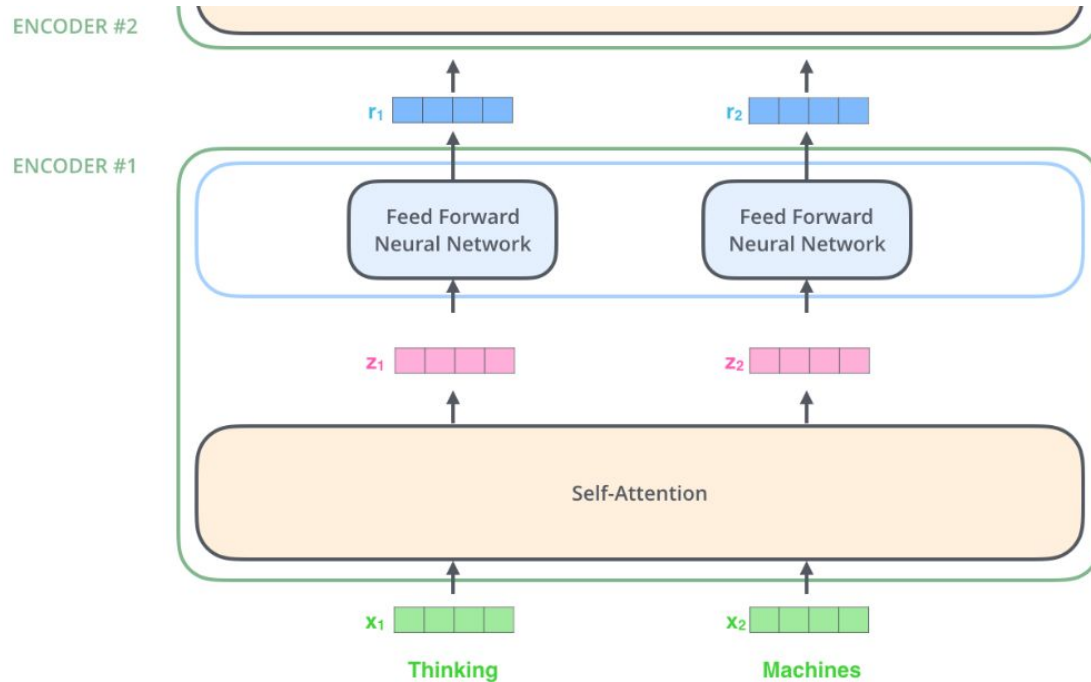 ENCODER #2
r₁
r₂
ENCODER #1
Feed Forward
Neural Network
Feed Forward
Neural Network
z₁
z₂
Self-Attention
x₁
x₂
Thinking
Machines